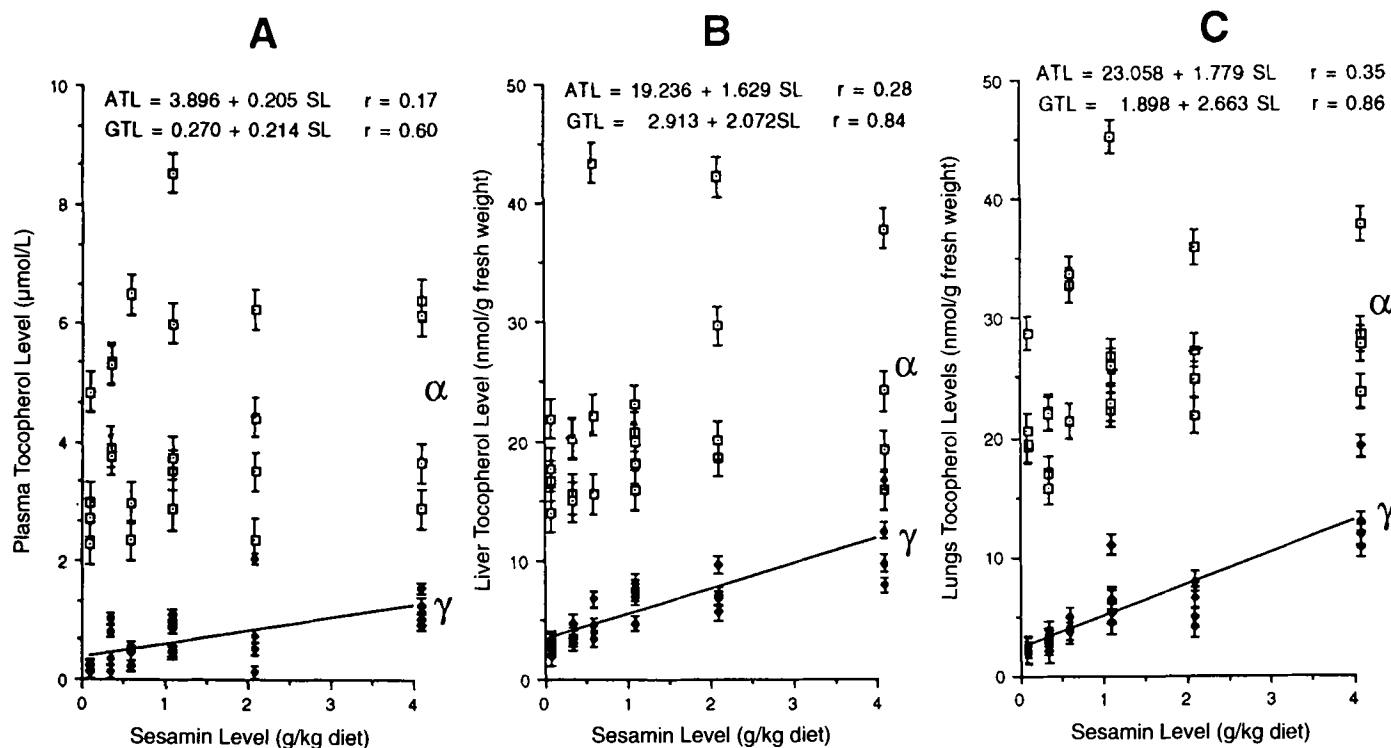 A
ATL = 3.896 + 0.205 SL r = 0.17
GTL = 0.270 + 0.214 SL r = 0.60
Plasma Tocopherol Level (µmol/L)
10
8
6
4
2
0
α
γ
0 1 2 3 4
Sesamin Level (g/kg diet)
B
ATL = 19.236 + 1.629 SL r = 0.28
GTL = 2.913 + 2.072SL r = 0.84
Liver Tocopherol Level (nmol/g fresh weight)
50
40
30
20
10
0
α
γ
0 1 2 3 4
Sesamin Level (g/kg diet)
C
ATL = 23.058 + 1.779 SL r = 0.35
GTL = 1.898 + 2.663 SL r = 0.86
Lungs Tocopherol Levels (nmol/g fresh weight)
50
40
30
20
10
0
α
γ
0 1 2 3 4
Sesamin Level (g/kg diet)